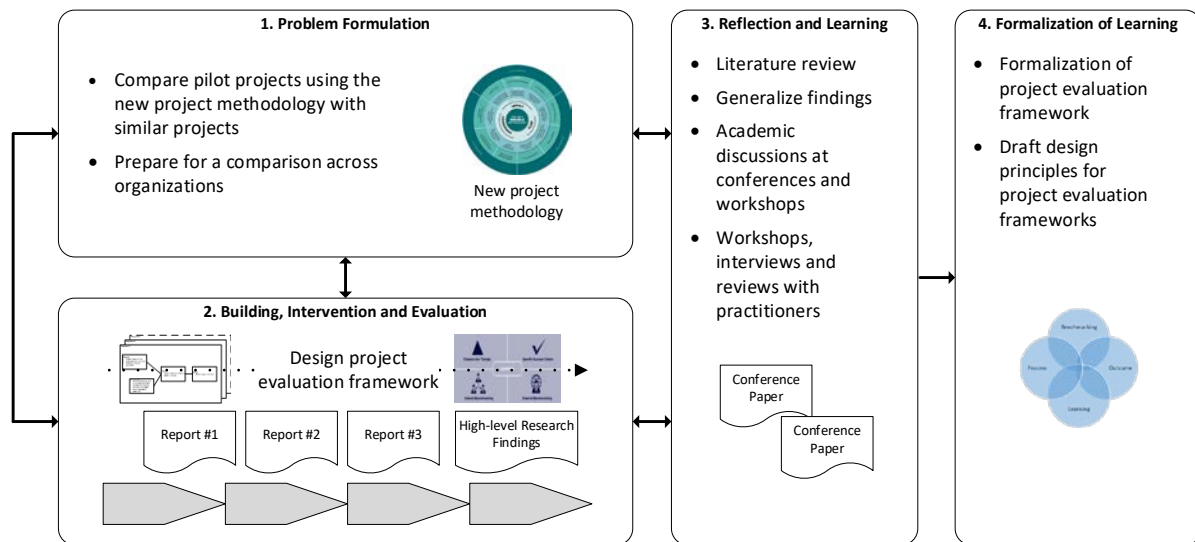 1. Problem Formulation
• Compare pilot projects using the
new project methodology with
similar projects
• Prepare for a comparison across
organizations
New project
methodology
2. Building, Intervention and Evaluation
Design project
evaluation framework
Report #1
Report #2
Report #3
High-level Research
Findings
3. Reflection and Learning
• Literature review
• Generalize findings
• Academic
discussions at
conferences and
workshops
• Workshops,
interviews and
reviews with
practitioners
Conference
Paper
Conference
Paper
4. Formalization of Learning
• Formalization of
project evaluation
framework
• Draft design
principles for
project evaluation
frameworks
Benchmarking
Process
Outcome
Learning